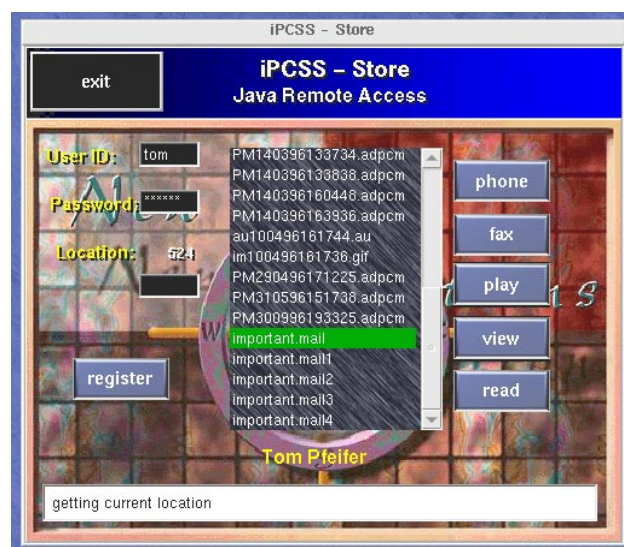 iPCSS – Store
exit
iPCSS – Store
Java Remote Access
User ID: tom
Password: ******
Location: 524
PM140396133734.adpcm
PM140396133838.adpcm
PM140396160448.adpcm
PM140396163936.adpcm
au100496161744.au
im100496161736.gif
PM290496171225.adpcm
PM310596151738.adpcm
PM300996193325.adpcm
important.mail
important.mail1
important.mail2
important.mail3
important.mail4
phone
fax
play
view
read
register
Tom Pfeifer
getting current location